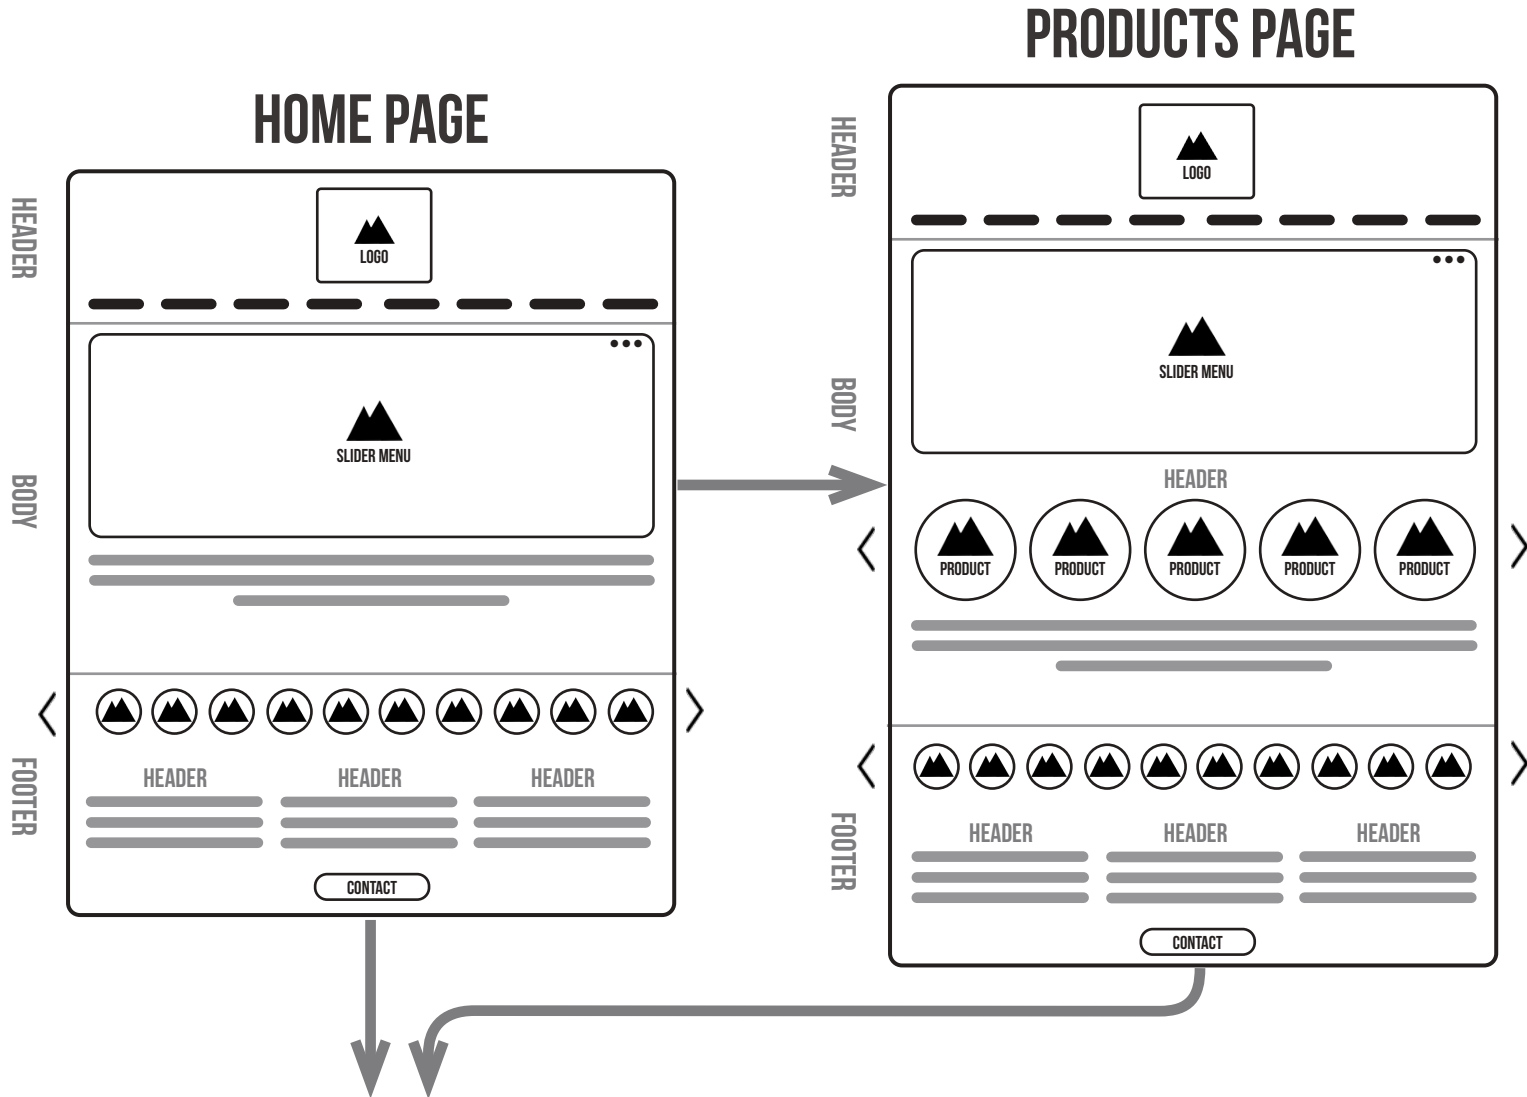 PRODUCTS PAGE
HOME PAGE
HEADER
LOGO
BODY
SLIDER MENU
FOOTER
HEADER HEADER HEADER
CONTACT
HEADER
LOGO
BODY
SLIDER MENU
HEADER
PRODUCT PRODUCT PRODUCT PRODUCT PRODUCT
FOOTER
HEADER HEADER HEADER
CONTACT